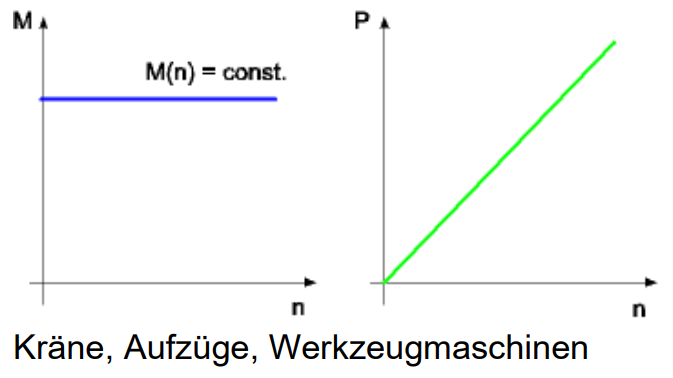 M
P
M(n) = const.
n
n
Kräne, Aufzüge, Werkzeugmaschinen